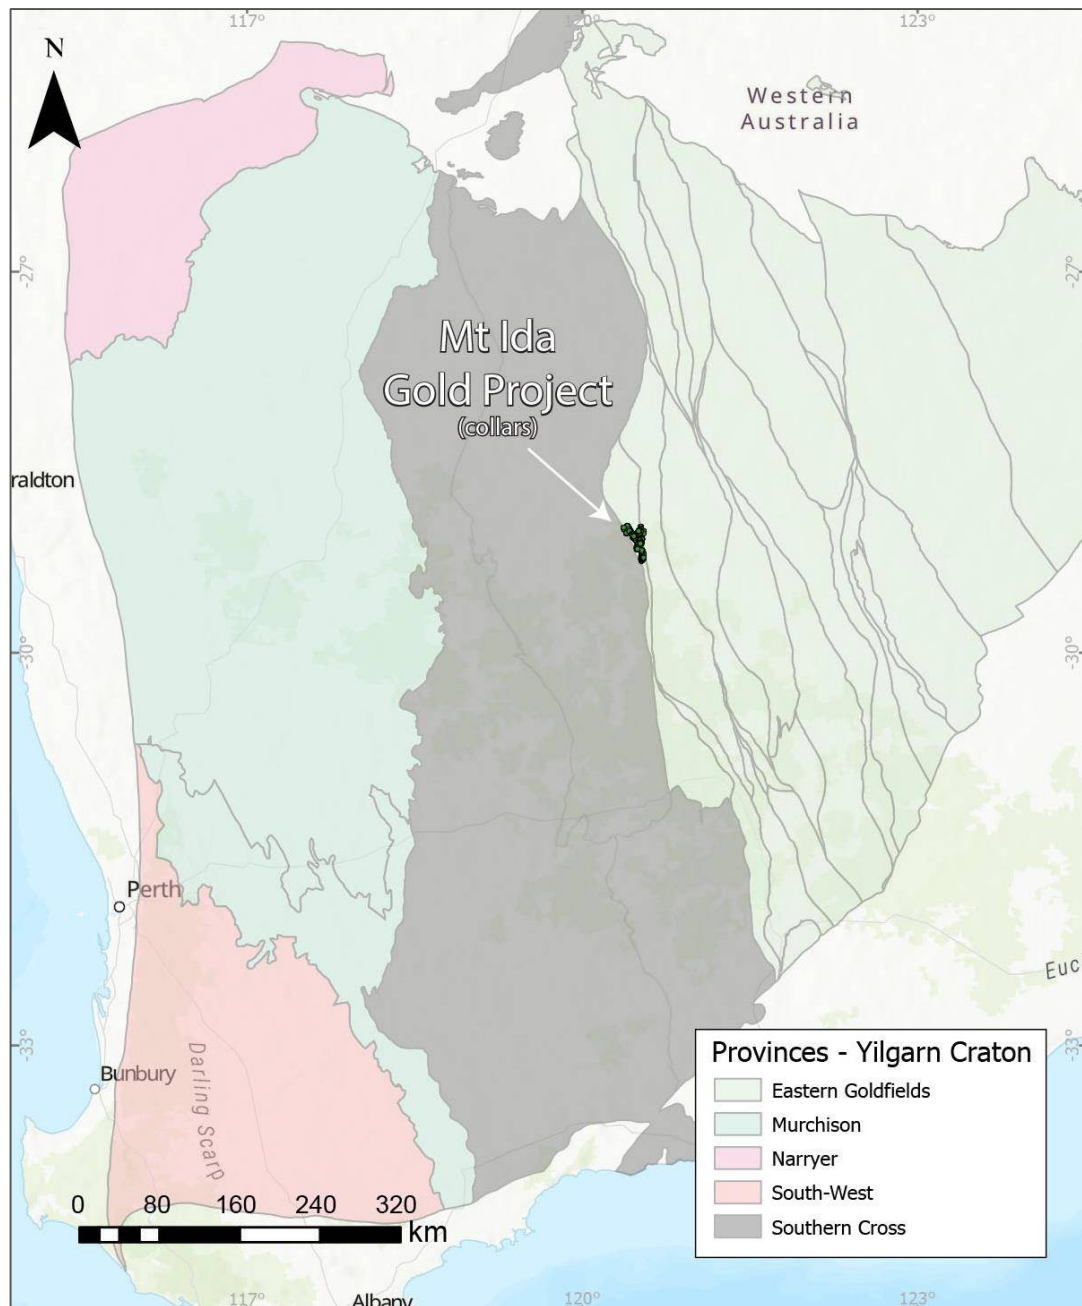 117°
120°
123°
N
Western
Australia
-27°
-27°
Mt Ida
Gold Project
(collars)
raldton
-30°
-30°
Perth
Euc
-33°
-33°
Bunbury
Darling Scarp
Provinces - Yilgarn Craton
Eastern Goldfields
Murchison
Narryer
South-West
Southern Cross
0 80 160 240 320
km
117°
120°
123°
Albany